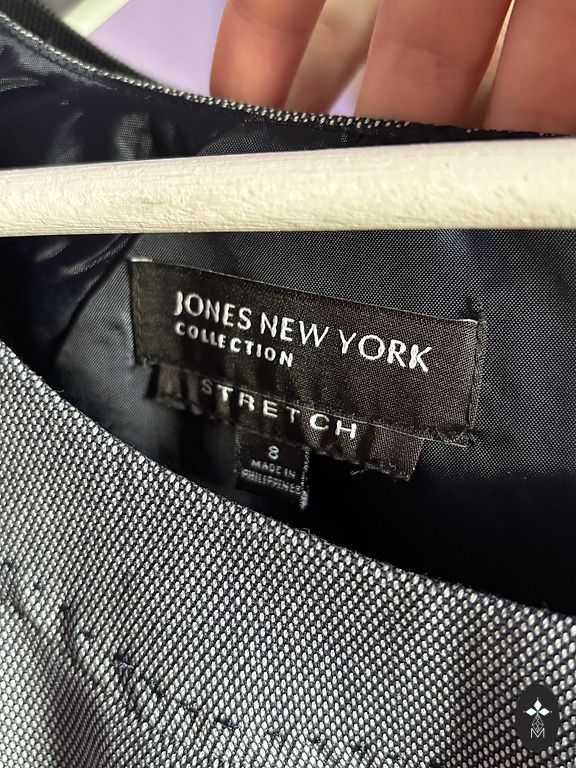 JONES NEW YORK
COLLECTION
STRETCH
8
MADE IN
PHILIPPINES
M